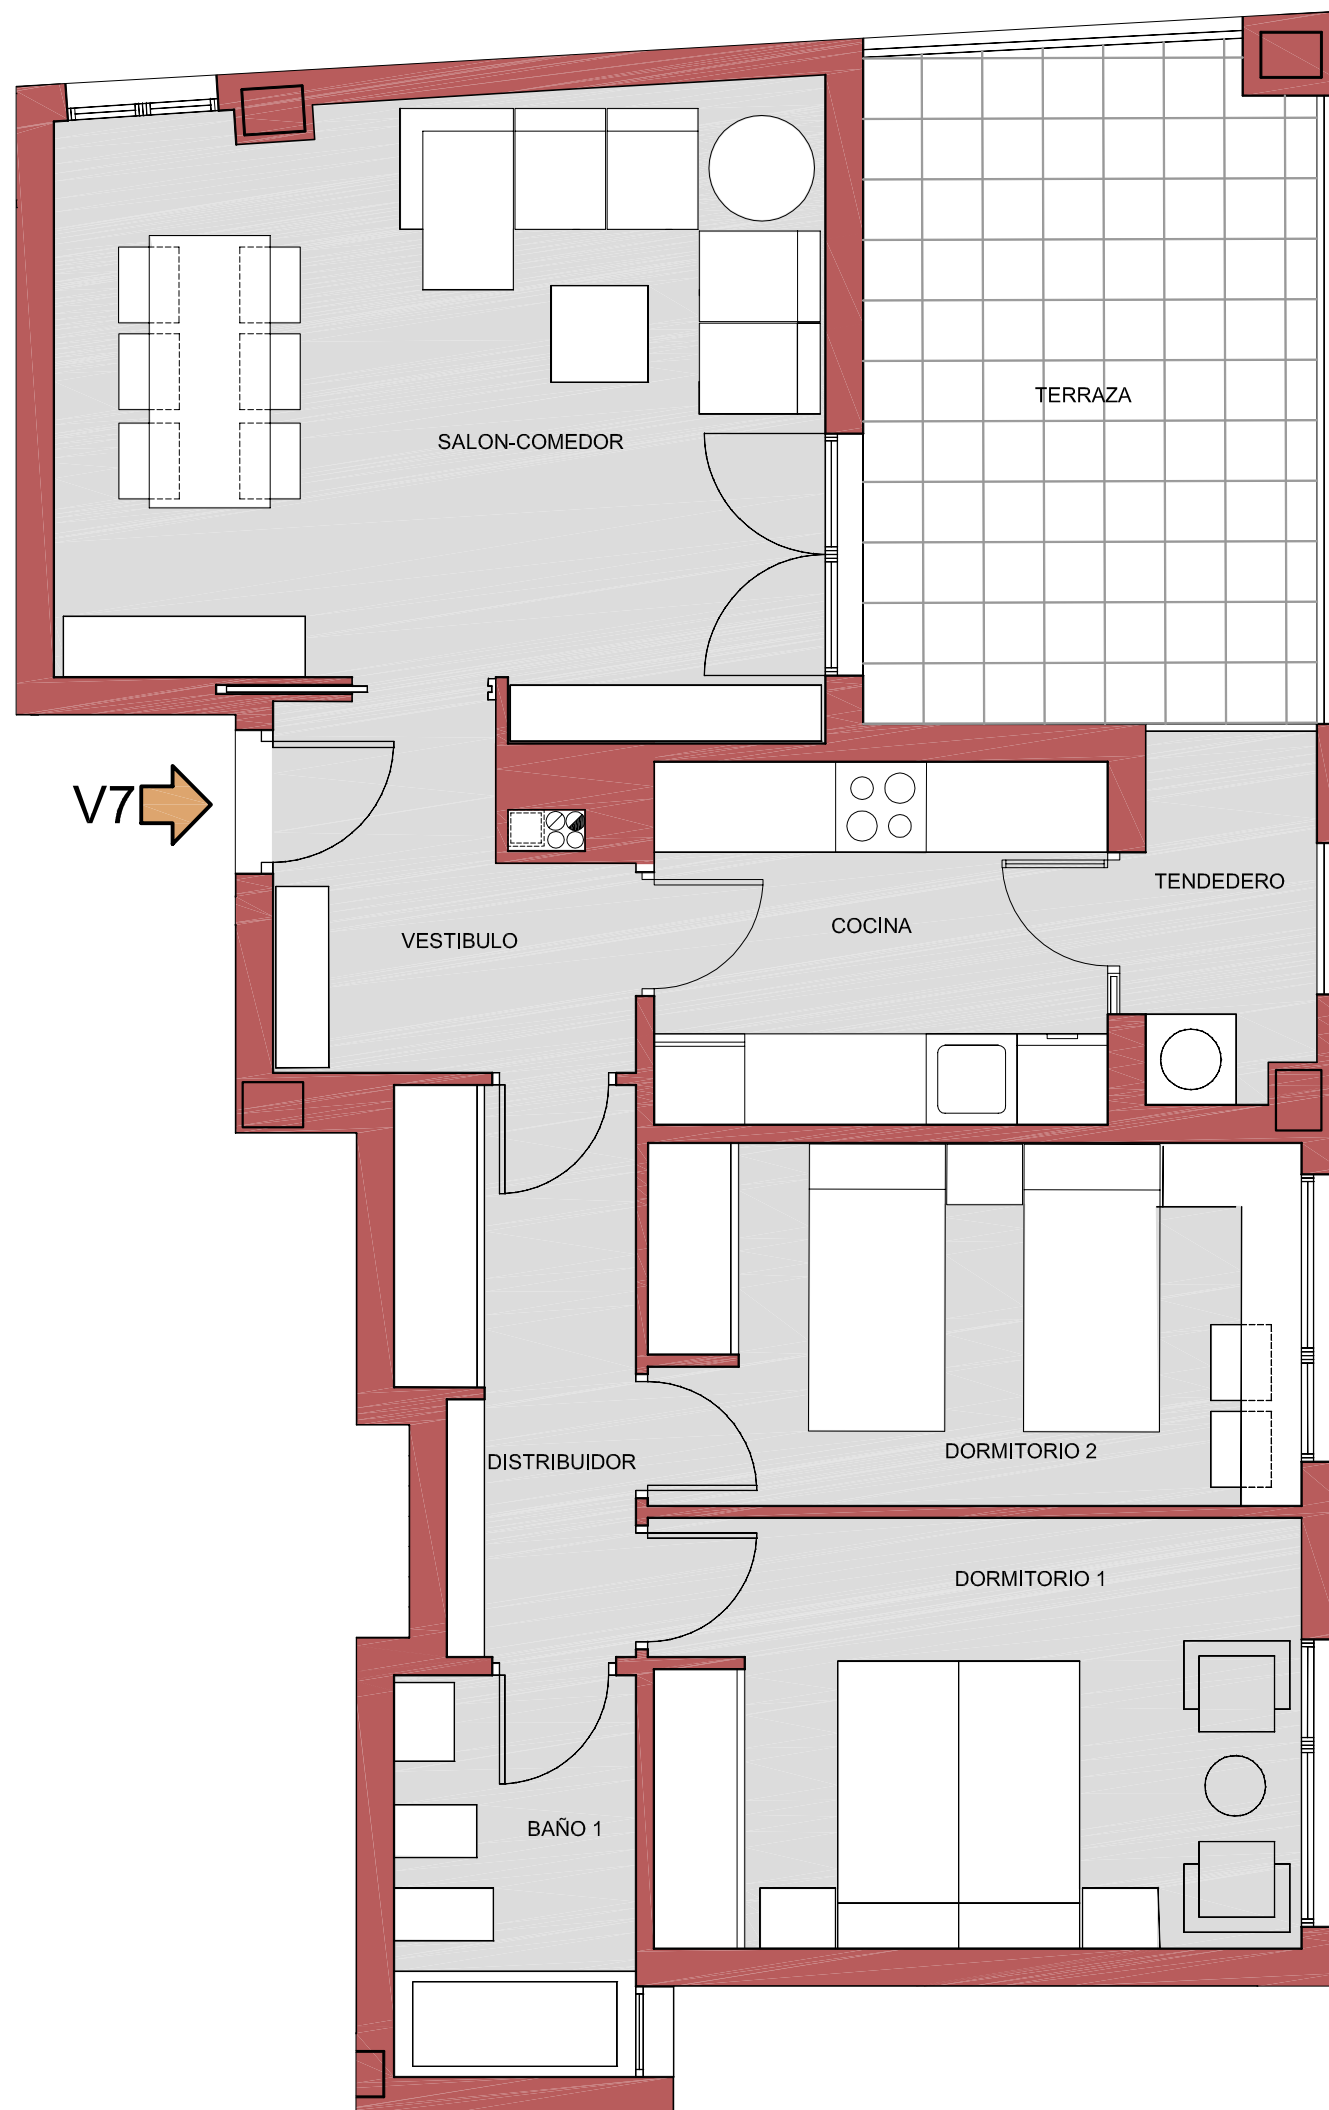 TERRAZA
SALON-COMEDOR
V7
TENDEDERO
COCINA
VESTIBULO
DORMITORIO 2
DISTRIBUIDOR
DORMITORIO 1
BAÑO 1